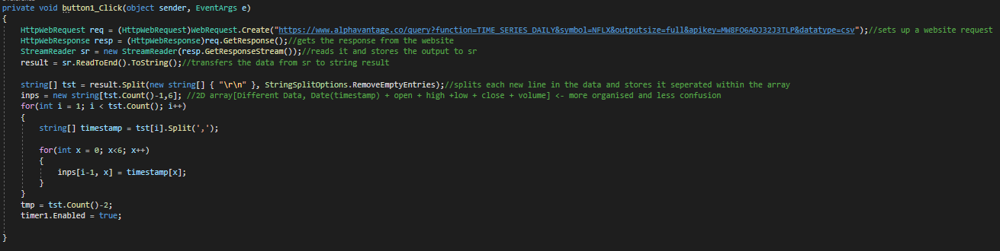 private void button1_Click(object sender, EventArgs e)
{
HttpWebRequest req = (HttpWebRequest)WebRequest.Create("https://www.alphavantage.co/query?function=TIME_SERIES_DAILY&symbol=NFLX&outputsize=full&apikey=MW8FO6ADJ32J3TLP&datatype=csv");//sets up a website request
HttpWebResponse resp = (HttpWebResponse)req.GetResponse();//gets the response from the website
StreamReader sr = new StreamReader(resp.GetResponseStream());//reads it and stores the output to sr
result = sr.ReadToEnd().ToString();//transfers the data from sr to string result
string[] tst = result.Split(new string[] { "\r\n" }, StringSplitOptions.RemoveEmptyEntries);//splits each new line in the data and stores it seperated within the array
inps = new string[tst.Count()-1,6]; //2D array[Different Data, Date(timestamp) + open + high +low + close + volume] <- more organised and less confusion
for(int i = 1; i < tst.Count(); i++)
{
string[] timestamp = tst[i].Split(',');
for(int x = 0; x<6; x++)
{
inps[i-1, x] = timestamp[x];
}
}
tmp = tst.Count()-2;
timer1.Enabled = true;
}